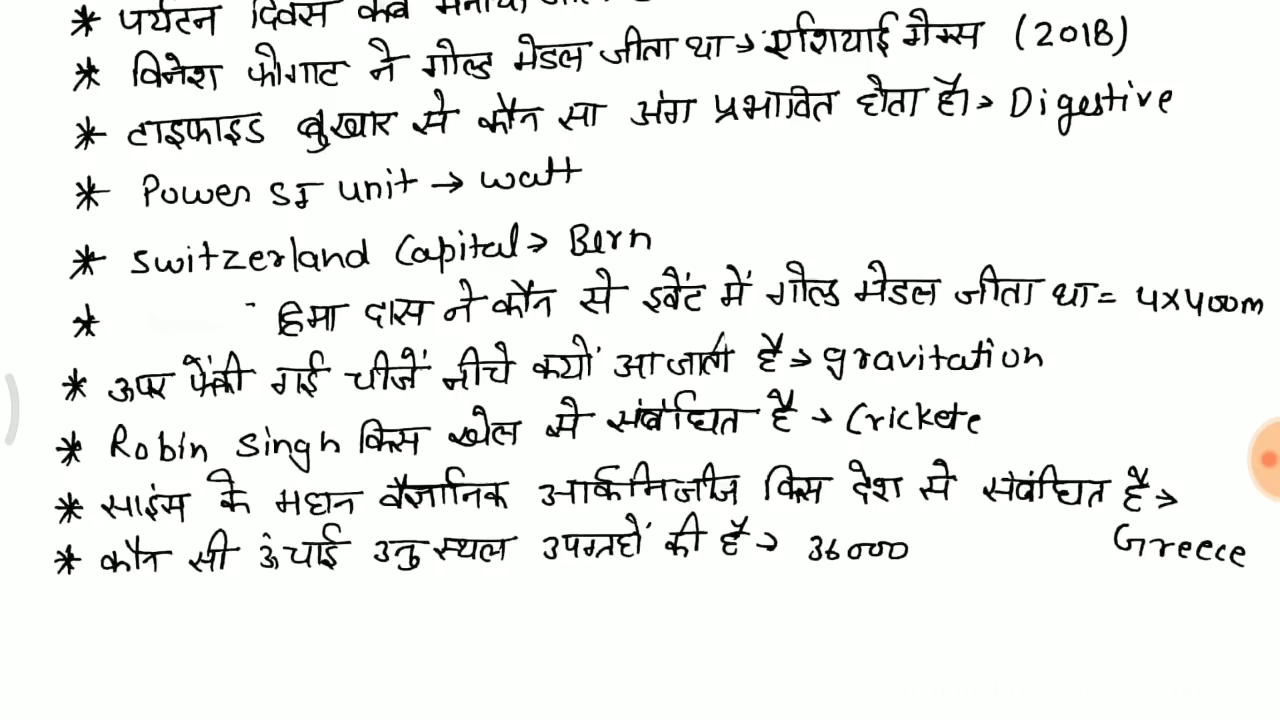 * पर्यटन दिवस कब
* विनेश फोगाट ने गोल्ड मेडल जीता था → एशियाई गेम्स (2018)
* टाइफाइड बुखार से कौन सा अंग प्रभावित होता है। → Digestive
* Power SI unit → watt
* Switzerland Capital → Bern
* हिमा दास ने कौन से इवेंट में गोल्ड मेडल जीता था = 4x400m
* ऊपर फेंकी गई चीजें नीचे क्यों आ जाती है → gravitation
* Robin Singh किस खेल से संबंधित है → Crickete
* साइंस के महान वैज्ञानिक आर्कमिजीज किस देश से संबंधित है → Greece
* कौन सी ऊंचाई उनु स्थल उपग्रहों की है → 36000